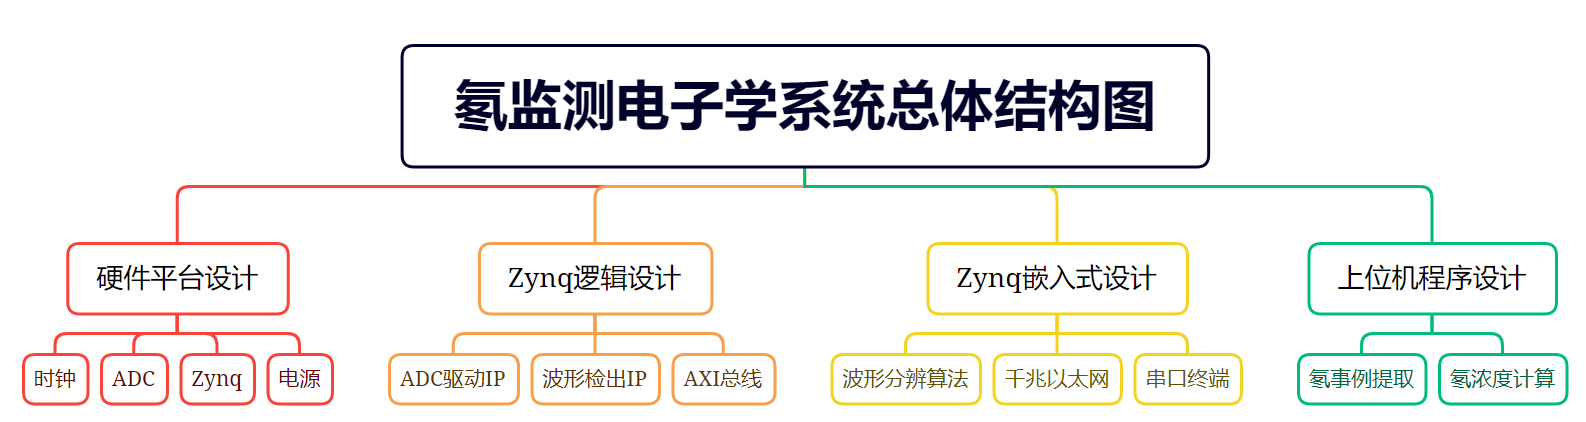 氡监测电子学系统总体结构图
硬件平台设计
Zynq逻辑设计
Zynq嵌入式设计
上位机程序设计
时钟
ADC
Zynq
电源
ADC驱动IP
波形检出IP
AXI总线
波形分辨算法
千兆以太网
串口终端
氡事例提取
氡浓度计算